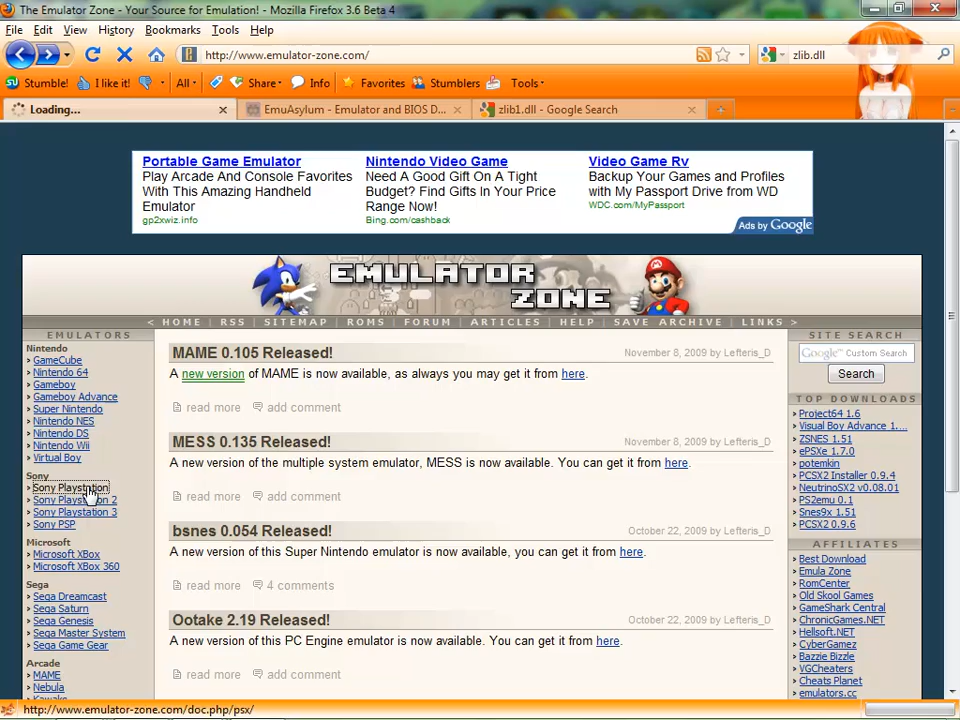 The Emulator Zone - Your Source for Emulation! - Mozilla Firefox 3.6 Beta 4
File Edit View History Bookmarks Tools Help
http://www.emulator-zone.com/
zlib.dll
Stumble! I like it! All Share Info Favorites Stumblers Tools
Loading...
EmuAsylum - Emulator and BIOS D...
zlib1.dll - Google Search
Portable Game Emulator
Play Arcade And Console Favorites
With This Amazing Handheld
Emulator
gp2xwiz.info
Nintendo Video Game
Need A Good Gift On A Tight
Budget? Find Gifts In Your Price
Range Now!
Bing.com/cashback
Video Game Rv
Backup Your Games and Profiles
with My Passport Drive from WD
WDC.com/MyPassport
Ads by Google
EMULATOR
ZONE
< HOME | RSS | SITEMAP | ROMS | FORUM | ARTICLES | HELP | SAVE ARCHIVE | LINKS >
EMULATORS
Nintendo
GameCube
Nintendo 64
Gameboy
Gameboy Advance
Super Nintendo
Nintendo NES
Nintendo DS
Nintendo Wii
Virtual Boy
Sony
Sony Playstation
Sony Playstation 2
Sony Playstation 3
Sony PSP
Microsoft
Microsoft XBox
Microsoft XBox 360
Sega
Sega Dreamcast
Sega Saturn
Sega Genesis
Sega Master System
Sega Game Gear
Arcade
MAME
Nebula
MAME 0.105 Released!
November 8, 2009 by Lefteris_D
A new version of MAME is now available, as always you may get it from here.
read more add comment
MESS 0.135 Released!
November 8, 2009 by Lefteris_D
A new version of the multiple system emulator, MESS is now available. You can get it from here.
read more add comment
bsnes 0.054 Released!
October 22, 2009 by Lefteris_D
A new version of this Super Nintendo emulator is now available, you can get it from here.
read more 4 comments
Ootake 2.19 Released!
October 22, 2009 by Lefteris_D
A new version of this PC Engine emulator is now available. You can get it from here.
read more add comment
SITE SEARCH
Google Custom Search
Search
TOP DOWNLOADS
Project64 1.6
Visual Boy Advance 1....
ZSNES 1.51
ePSXe 1.7.0
potemkin
PCSX2 Installer 0.9.4
NeutrinoSX2 v0.08.01
PS2emu 0.1
Snes9x 1.51
PCSX2 0.9.6
AFFILIATES
Best Download
Emula Zone
RomCenter
Old Skool Games
GameShark Central
ChronicGames.NET
Hellsoft.NET
CyberGamez
Bazzie Bizzle
VGCheaters
Cheats Planet
emulators.cc
http://www.emulator-zone.com/doc.php/psx/